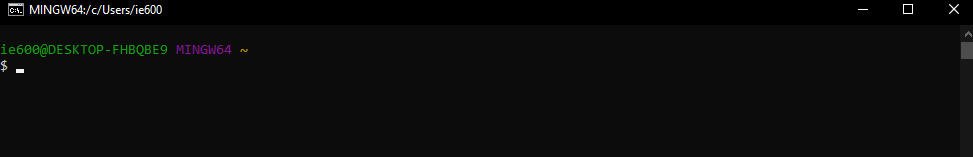 MINGW64:/c/Users/ie600
ie600@DESKTOP-FHBQBE9 MINGW64 ~
$